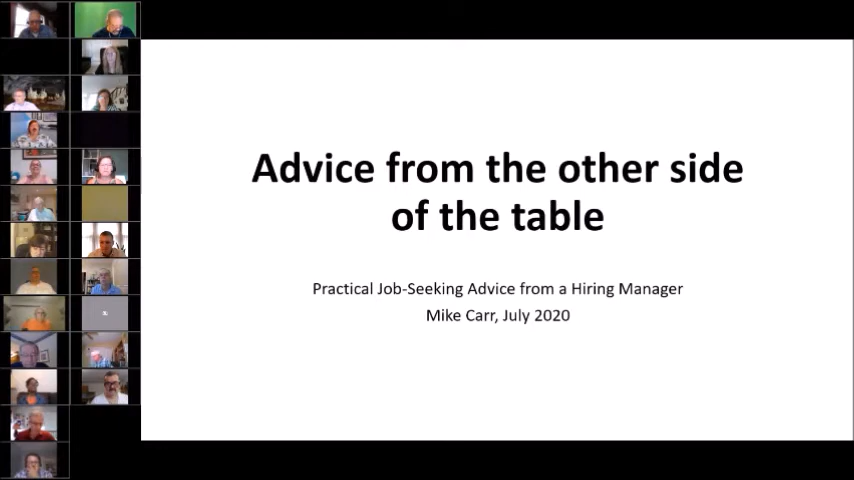 Advice from the other side
of the table
Practical Job-Seeking Advice from a Hiring Manager
Mike Carr, July 2020